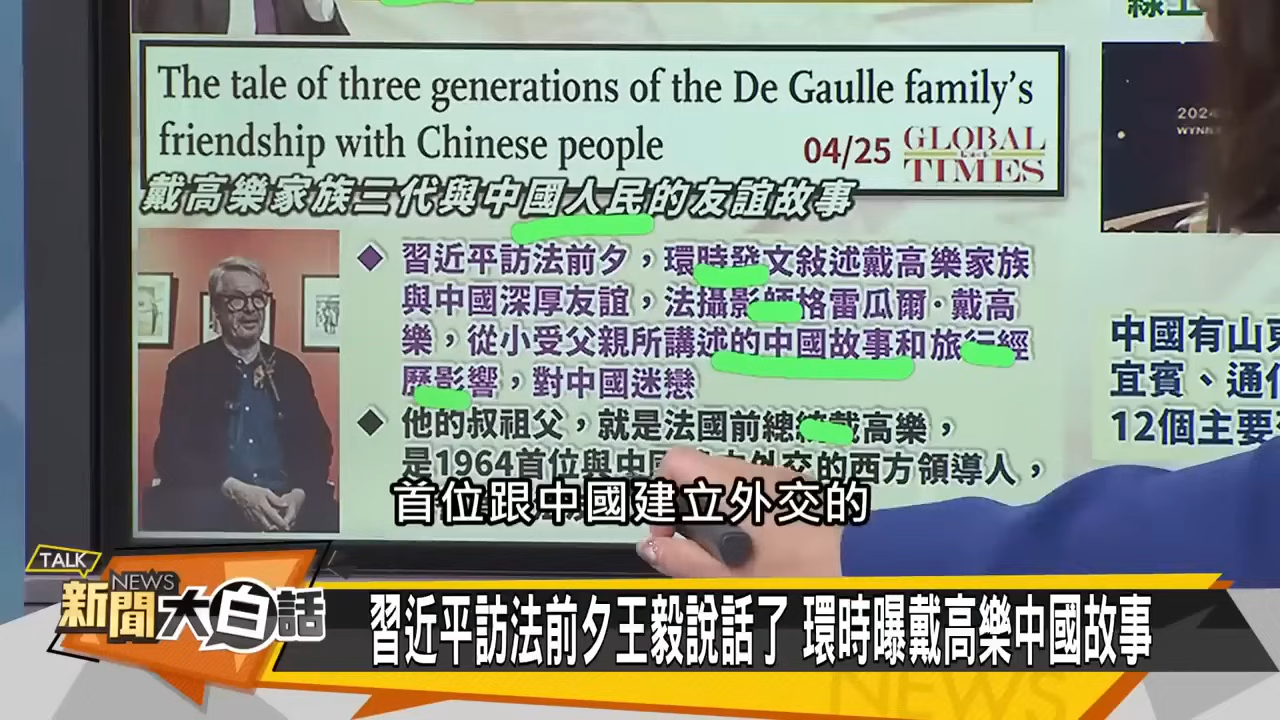 The tale of three generations of the De Gaulle family's
friendship with Chinese people
04/25 GLOBAL
TIMES
戴高樂家族三代與中國人民的友誼故事
習近平訪法前夕，環時發文敘述戴高樂家族
與中國深厚友誼，法攝影師格雷瓜爾·戴高
樂，從小受父親所講述的中國故事和旅行經
歷影響，對中國迷戀
他的叔祖父，就是法國前總統戴高樂，
是1964首位與中國建立外交的西方領導人，
首位跟中國建立外交的
2024
WYNN
中國有山東
宜賓、通化
12個主要
TALK
NEWS
新聞大白話
習近平訪法前夕王毅說話了 環時曝戴高樂中國故事
NEWS